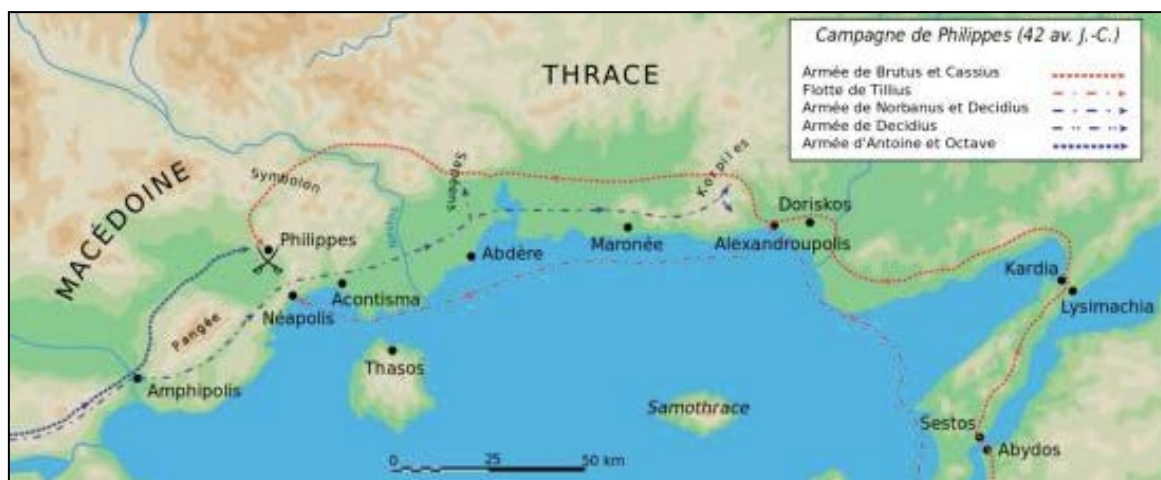 Campagne de Philippes (42 av. J.-C.)
Armée de Brutus et Cassius
Flotte de Tillius
Armée de Norbanus et Decidius
Armée de Decidius
Armée d'Antoine et Octave
THRACE
MACÉDOINE
Symbolon
Sapéens
Korpiles
Doriskos
Philippes
Abdère
Maronée
Alexandroupolis
Kardia
Lysimachia
Acontisma
Néapolis
Pangée
Thasos
Amphipolis
Samothrace
Sestos
Abydos
0 25 50 km